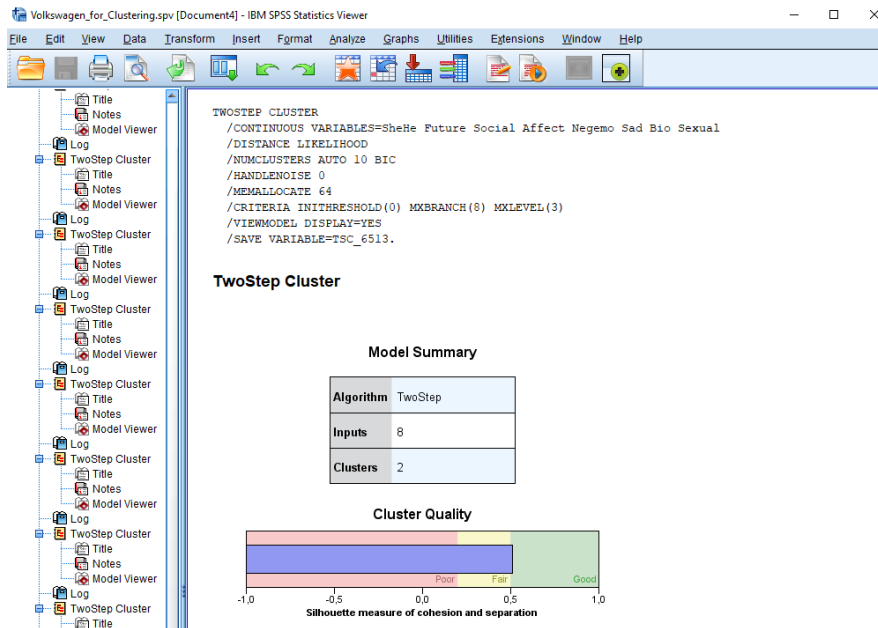 Volkswagen_for_Clustering.spv [Document4] - IBM SPSS Statistics Viewer
File Edit View Data Transform Insert Format Analyze Graphs Utilities Extensions Window Help
Title
Notes
Model Viewer
Log
TwoStep Cluster
Title
Notes
Model Viewer
Log
TwoStep Cluster
Title
Notes
Model Viewer
Log
TwoStep Cluster
Title
Notes
Model Viewer
Log
TwoStep Cluster
Title
Notes
Model Viewer
Log
TwoStep Cluster
Title
Notes
Model Viewer
Log
TwoStep Cluster
Title
Notes
Model Viewer
Log
TwoStep Cluster
Title
TWOSTEP CLUSTER
/CONTINUOUS VARIABLES=SheHe Future Social Affect Negemo Sad Bio Sexual
/DISTANCE LIKELIHOOD
/NUMCLUSTERS AUTO 10 BIC
/HANDLENOISE 0
/MEMALLOCATE 64
/CRITERIA INITHRESHOLD(0) MXBRANCH(8) MXLEVEL(3)
/VIEWMODEL DISPLAY=YES
/SAVE VARIABLE=TSC_6513.
TwoStep Cluster
Model Summary
Algorithm TwoStep
Inputs 8
Clusters 2
Cluster Quality
Poor Fair Good
-1,0 -0,5 0,0 0,5 1,0
Silhouette measure of cohesion and separation